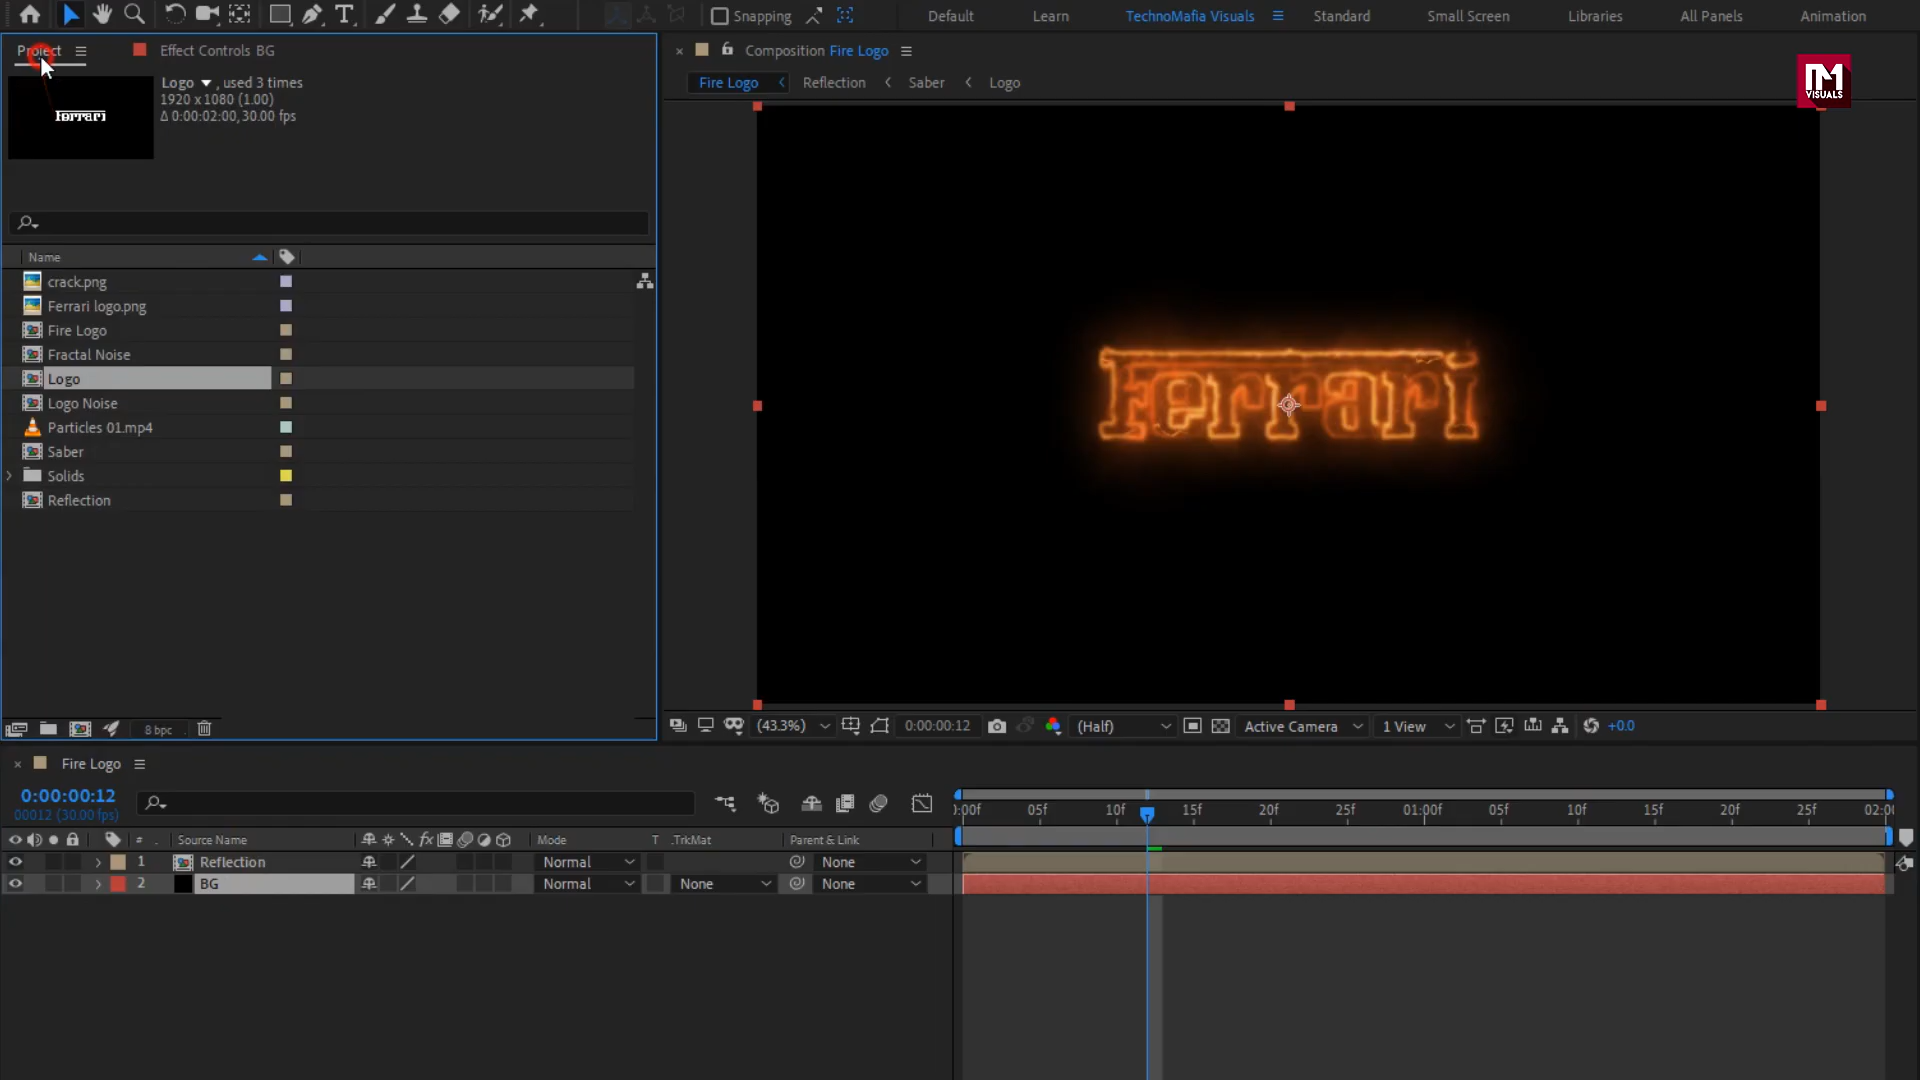 Snapping
Default
Learn
TechnoMafia Visuals
Standard
Small Screen
Libraries
All Panels
Animation
Project
Effect Controls BG
Composition Fire Logo
Logo , used 3 times
1920 x 1080 (1.00)
Δ 0:00:02:00, 30.00 fps
Ferrari
Fire Logo
Reflection
Saber
Logo
VISUALS
Name
crack.png
Ferrari logo.png
Fire Logo
Fractal Noise
Logo
Logo Noise
Particles 01.mp4
Saber
Solids
Reflection
Ferrari
8 bpc
(43.3%)
0:00:00:12
(Half)
Active Camera
1 View
+0.0
Fire Logo
0:00:00:12
00012 (30.00 fps)
:00f 05f 10f 15f 20f 25f 01:00f 05f 10f 15f 20f 25f 02:00
# Source Name fx Mode T .TrkMat Parent & Link
1 Reflection Normal None
2 BG Normal None None